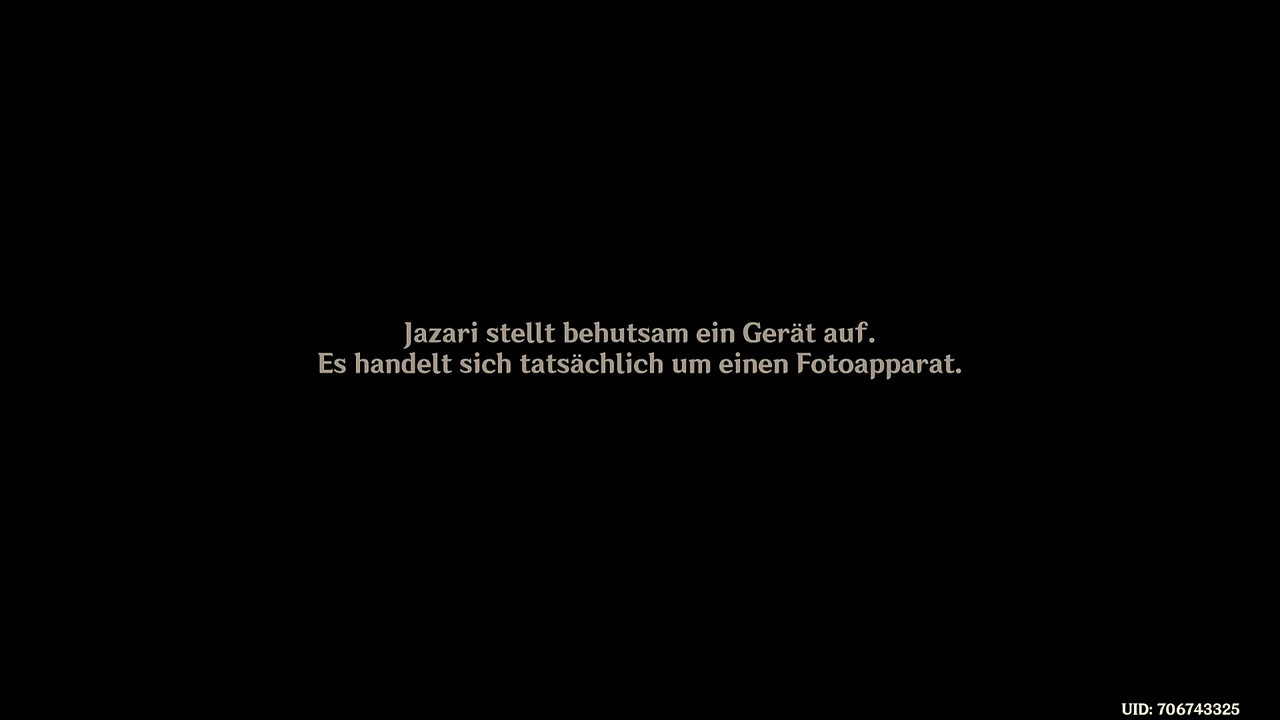 Jazari stellt behutsam ein Gerät auf.
Es handelt sich tatsächlich um einen Fotoapparat.
UID: 706743325